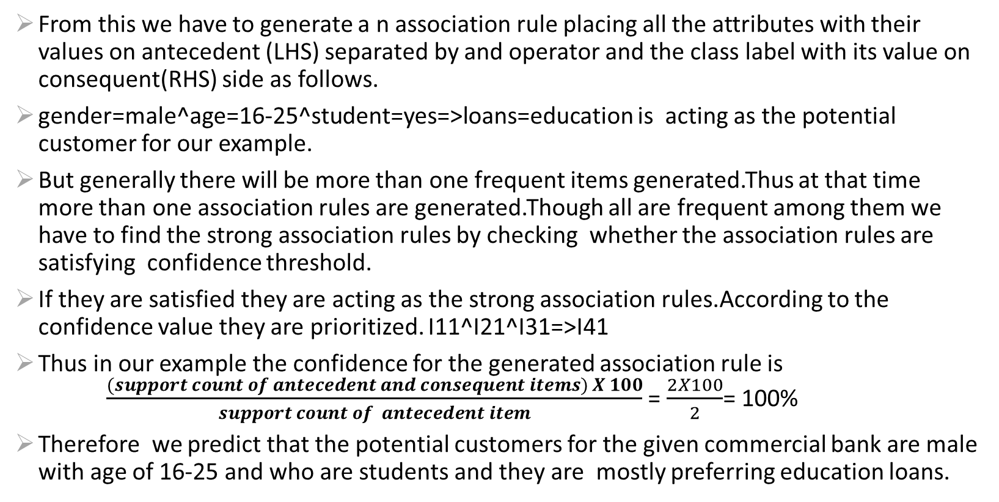 ➢ From this we have to generate a n association rule placing all the attributes with their
values on antecedent (LHS) separated by and operator and the class label with its value on
consequent(RHS) side as follows.
➢ gender=male^age=16-25^student=yes=>loans=education is acting as the potential
customer for our example.
➢ But generally there will be more than one frequent items generated.Thus at that time
more than one association rules are generated.Though all are frequent among them we
have to find the strong association rules by checking whether the association rules are
satisfying confidence threshold.
➢ If they are satisfied they are acting as the strong association rules.According to the
confidence value they are prioritized. I11^I21^I31=>I41
➢ Thus in our example the confidence for the generated association rule is
(support count of antecedent and consequent items) X 100 = 2X100 = 100%
support count of antecedent item 2
➢ Therefore we predict that the potential customers for the given commercial bank are male
with age of 16-25 and who are students and they are mostly preferring education loans.